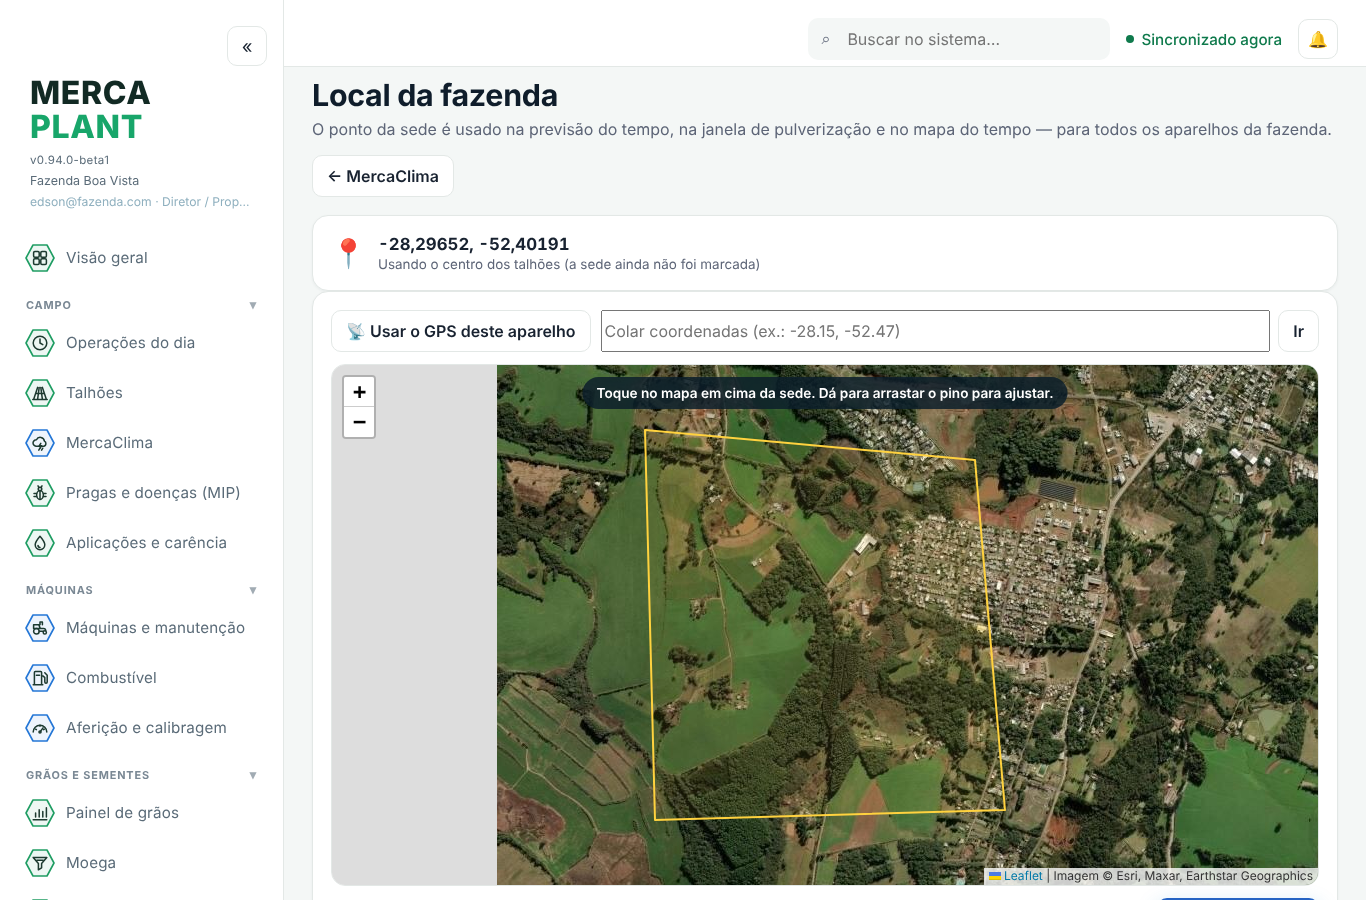 «
Buscar no sistema...
Sincronizado agora
MERCA
PLANT
v0.94.0-beta1
Fazenda Boa Vista
edson@fazenda.com · Diretor / Prop...
Visão geral
CAMPO
Operações do dia
Talhões
MercaClima
Pragas e doenças (MIP)
Aplicações e carência
MÁQUINAS
Máquinas e manutenção
Combustível
Aferição e calibragem
GRÃOS E SEMENTES
Painel de grãos
Moega
Local da fazenda
O ponto da sede é usado na previsão do tempo, na janela de pulverização e no mapa do tempo — para todos os aparelhos da fazenda.
← MercaClima
-28,29652, -52,40191
Usando o centro dos talhões (a sede ainda não foi marcada)
Usar o GPS deste aparelho
Colar coordenadas (ex.: -28.15, -52.47)
Ir
+
−
Toque no mapa em cima da sede. Dá para arrastar o pino para ajustar.
Leaflet | Imagem © Esri, Maxar, Earthstar Geographics